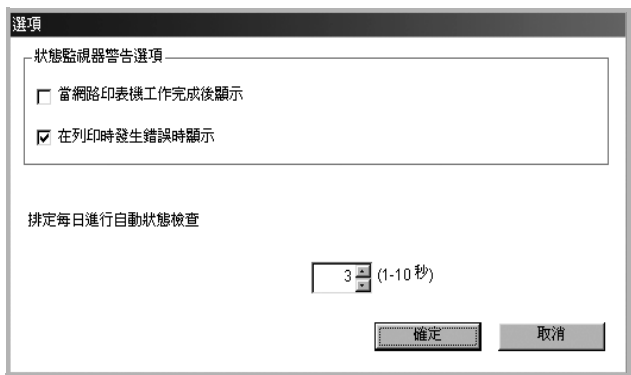 選項
狀態監視器警告選項
當網路印表機工作完成後顯示
在列印時發生錯誤時顯示
排定每日進行自動狀態檢查
3 (1-10 秒)
確定 取消